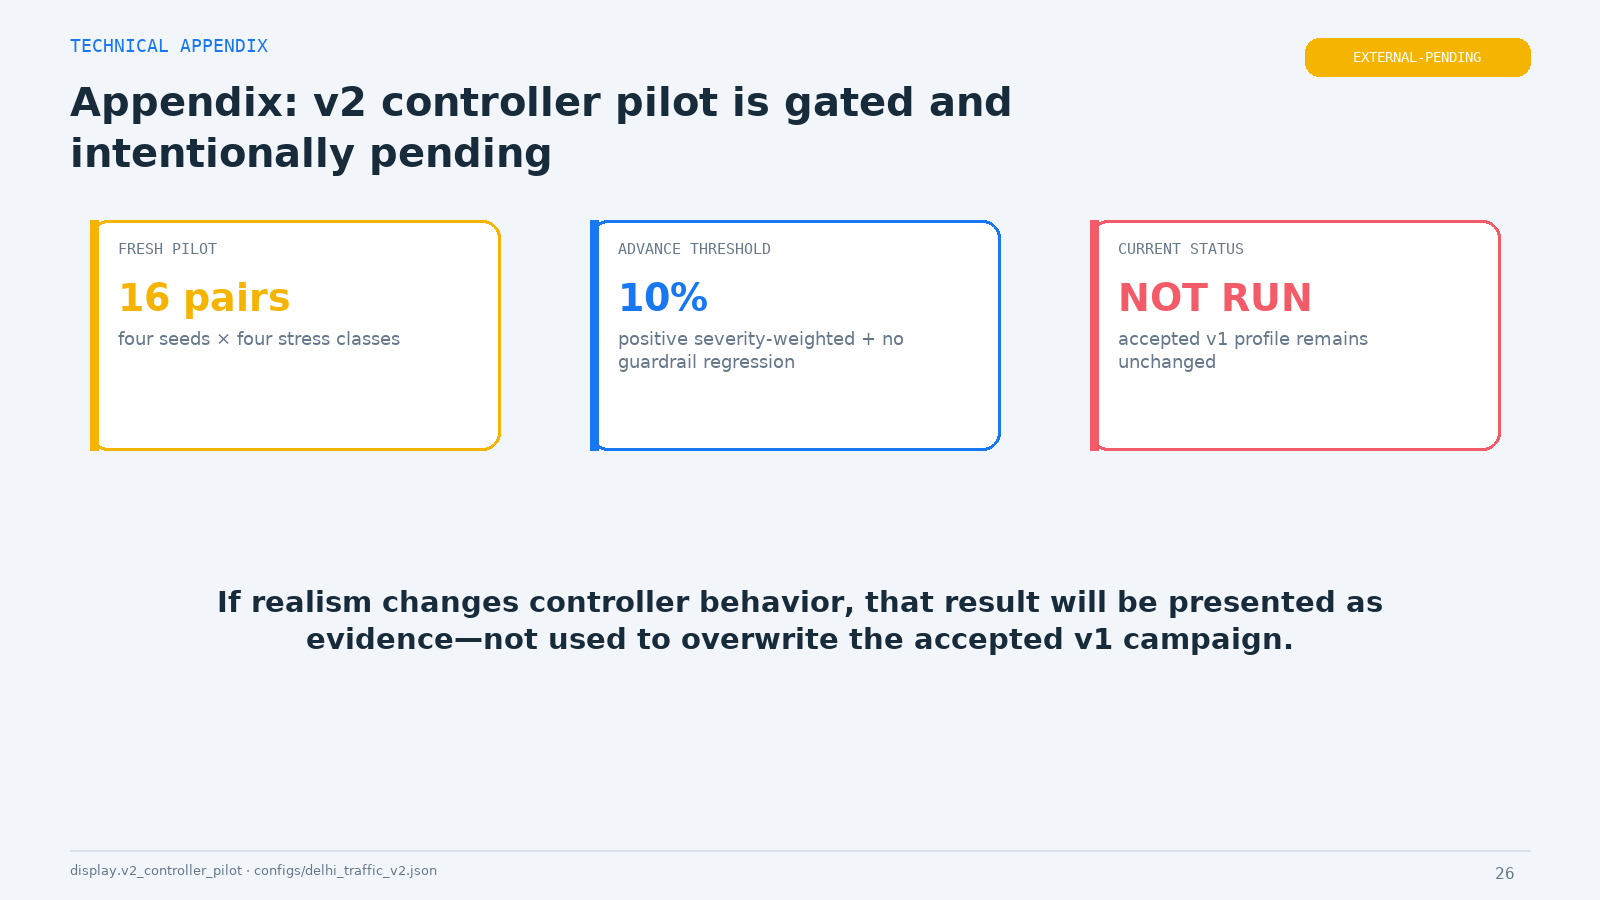 TECHNICAL APPENDIX
EXTERNAL-PENDING
Appendix: v2 controller pilot is gated and
intentionally pending
FRESH PILOT
16 pairs
four seeds × four stress classes
ADVANCE THRESHOLD
10%
positive severity-weighted + no
guardrail regression
CURRENT STATUS
NOT RUN
accepted v1 profile remains
unchanged
If realism changes controller behavior, that result will be presented as
evidence—not used to overwrite the accepted v1 campaign.
display.v2_controller_pilot · configs/delhi_traffic_v2.json
26